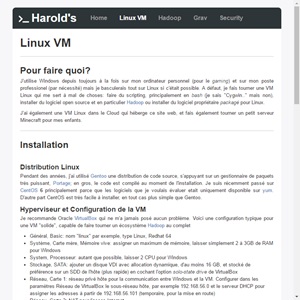 >_ Harold's Home Linux VM Hadoop Grav Security
Linux VM
Pour faire quoi?
J'utilise Windows depuis toujours à la fois sur mon ordinateur personnel (pour le gaming) et sur mon poste
professionel (par nécessité) mais je basculerais tout sur Linux si c'était possible. A défaut, je fais tourner une VM
Linux qui me sert à mal de choses: faire du scripting, principalement en bash (je sais "Cygwin.." mais non),
installer du logiciel open source et en particulier Hadoop au installer du logiciel propriétaire packagé pour Linux.
J'ai également une VM Linux dans le Cloud qui héberge ce site web, et fais également tourner un petit serveur
Minecraft pour mes enfants.
Installation
Distribution Linux
Pendant des années, j'ai utilisé Gentoo une distribution de code source, s'appuyant sur un gestionnaire de paquets
très puissant, Portage; en gros, le code est compilé au moment de l'installation. Je suis récemment passé sur
CentOS 6 principalement parce que les logiciels que je voulais évaluer était uniquement disponible sur yum.
D'autre part CentOS est très facile à installer, en tout cas plus simple que Gentoo.
Hyperviseur et Configuration de la VM
Je recommande Oracle VirtualBox qui ne m'a jamais posé aucun problème. Voici une configuration typique pour
une VM "solide", capable de faire tourner un écosystème Hadoop au complet
Général. Basic: nom "linux" par exemple, type Linux, Redhat 64
Système. Carte mère. Mémoire vive: assigner un maximum de mémoire, laisser simplement 2 à 3GB de RAM
pour Windows
System, Processeur: autant que possible, laisser 2 CPU pour Windows
Stockage. SATA: ajouter un disque VDI avec allocation dynamique, d'au moins 16 GB. et stocké de
préférence sur un SDD de l'hôte (plus rapide) en cochant l'option solid-state drive de VirtualBox
Réseau. Carte 1: réseau privé hôte pour la communication entre Windows et la VM. Configurer dans les
paramètres Réseau de VirtualBox le sous-réseau hôte, par example 192.168.56.0 et le serveur DHCP pour
assigner les adresses à partir de 192.168.56.101 (temporaire, pour la mise en route)